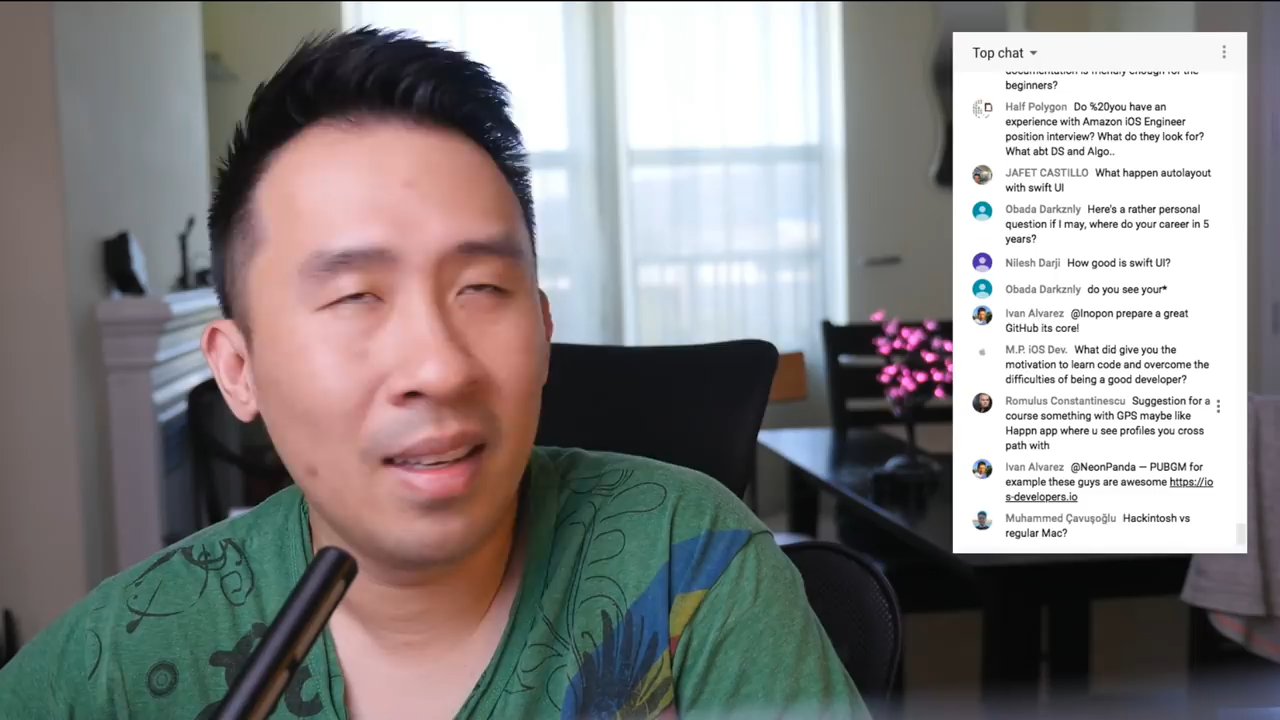 Top chat
documentation is friendly enough for the
beginners?
Half Polygon Do %20you have an
experience with Amazon iOS Engineer
position interview? What do they look for?
What abt DS and Algo..
JAFET CASTILLO What happen autolayout
with swift UI
Obada Darkznly Here's a rather personal
question if I may, where do your career in 5
years?
Nilesh Darji How good is swift UI?
Obada Darkznly do you see your*
Ivan Alvarez @Inopon prepare a great
GitHub its core!
M.P. iOS Dev. What did give you the
motivation to learn code and overcome the
difficulties of being a good developer?
Romulus Constantinescu Suggestion for a
course something with GPS maybe like
Happn app where u see profiles you cross
path with
Ivan Alvarez @NeonPanda — PUBGM for
example these guys are awesome https://io
s-developers.io
Muhammed Çavuşoğlu Hackintosh vs
regular Mac?